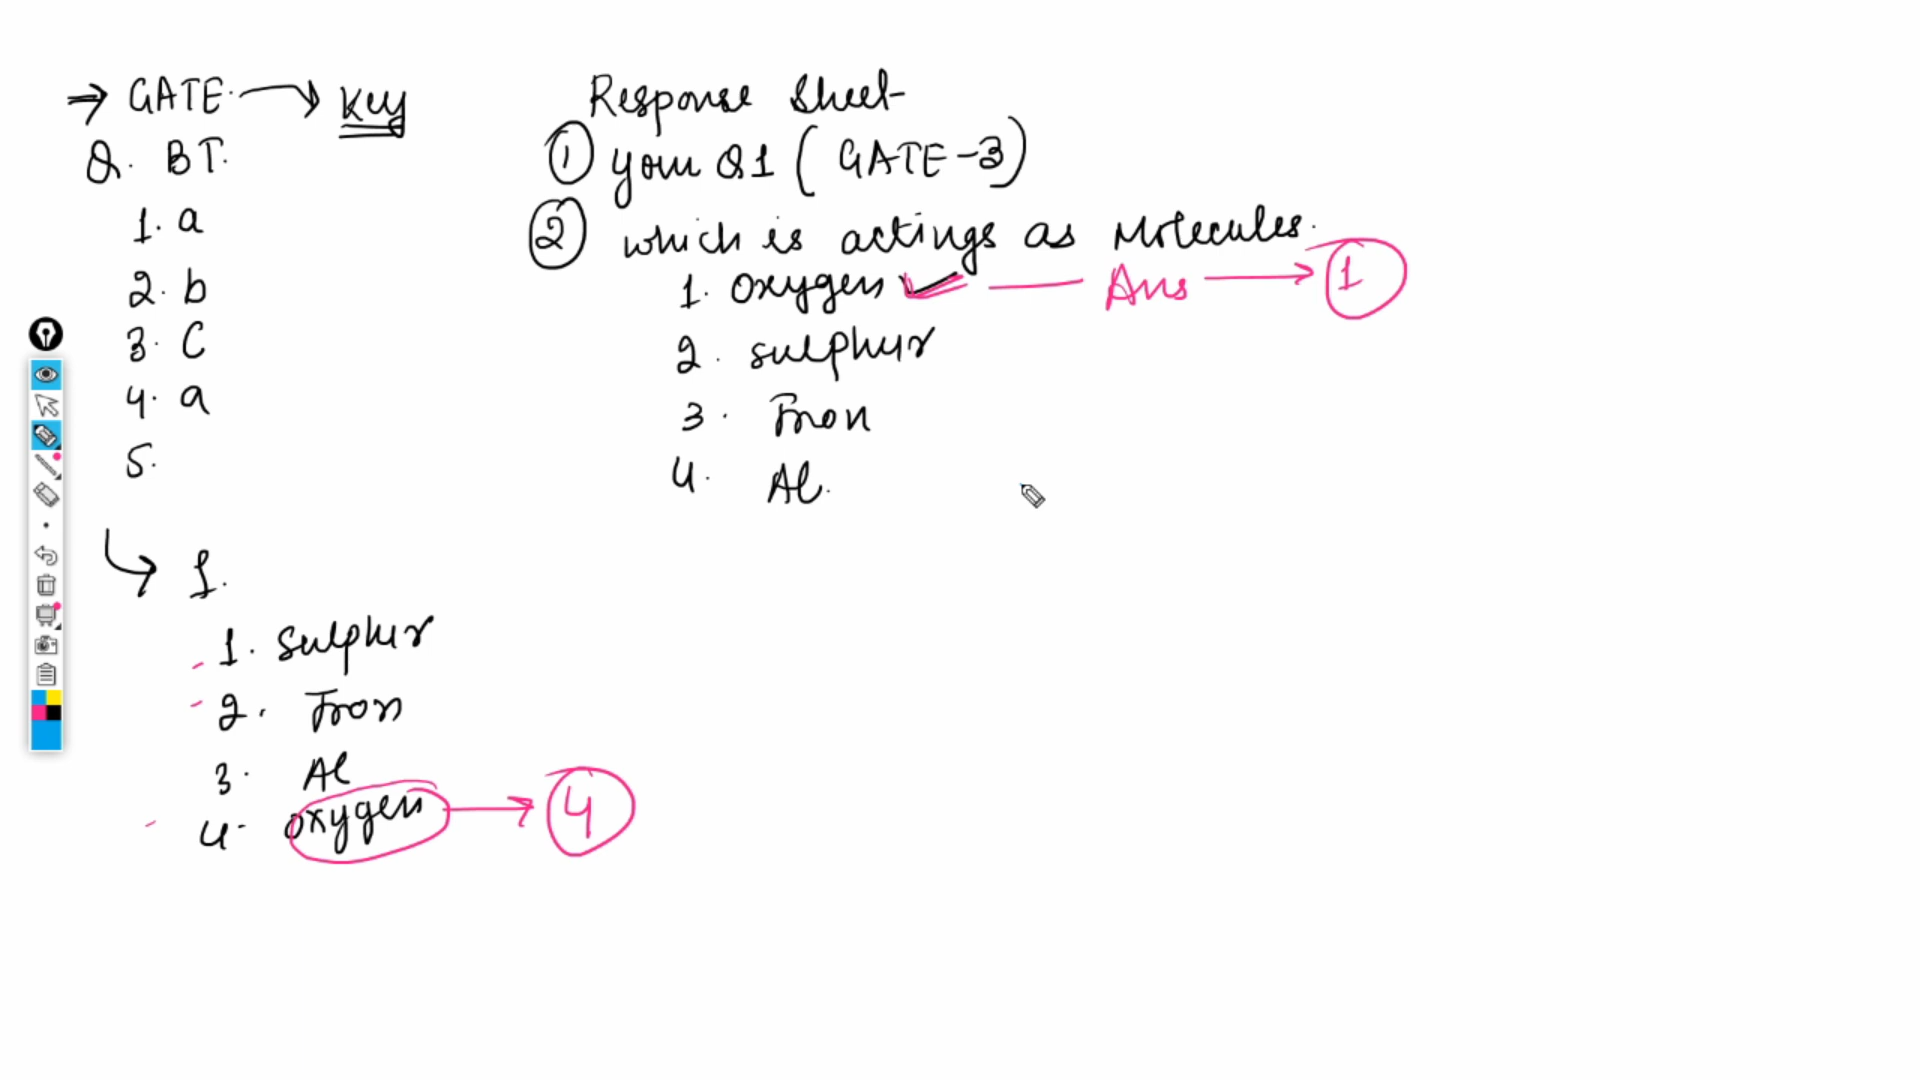 ⇒ GATE. → Key
Q. BT.
1. a
2. b
3. C
4. a
5.
↳ 1.
1. Sulphur
2. Iron
3. Al
4. oxygen → 4
Response Sheet
① your Q1 ( GATE-3)
② which is actings as Molecules.
1. oxygen ✓ — Ans → 1
2. sulphur
3. Iron
4. Al.